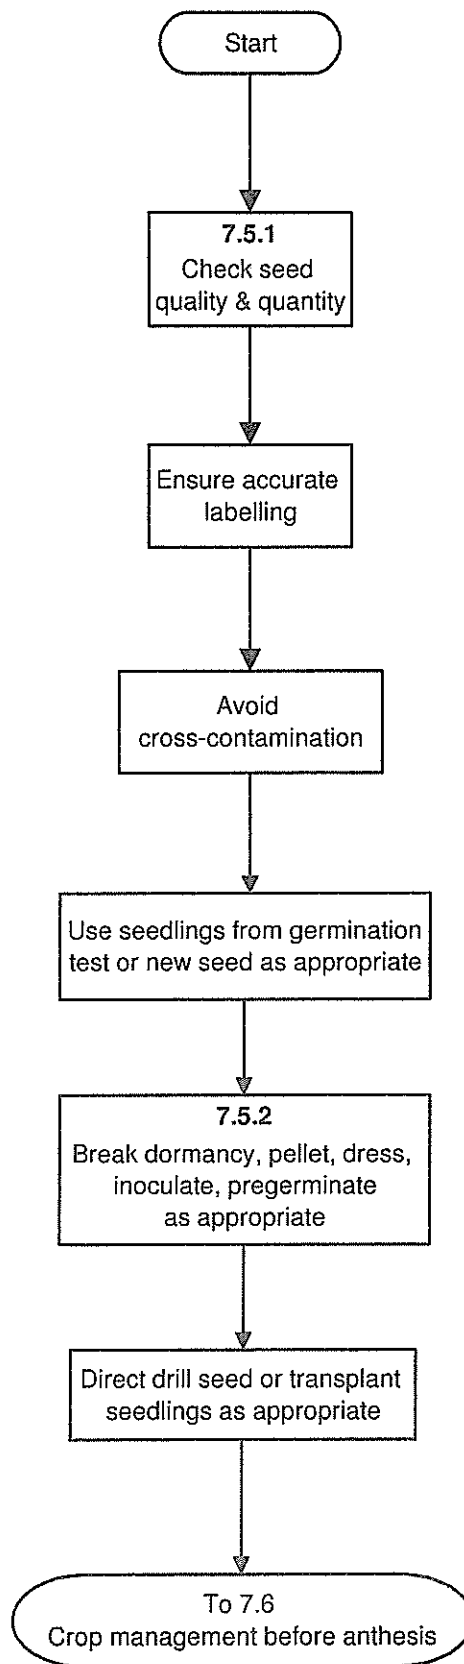 Start
7.5.1
Check seed
quality & quantity
Ensure accurate
labelling
Avoid
cross-contamination
Use seedlings from germination
test or new seed as appropriate
7.5.2
Break dormancy, pellet, dress,
inoculate, pregerminate
as appropriate
Direct drill seed or transplant
seedlings as appropriate
To 7.6
Crop management before anthesis